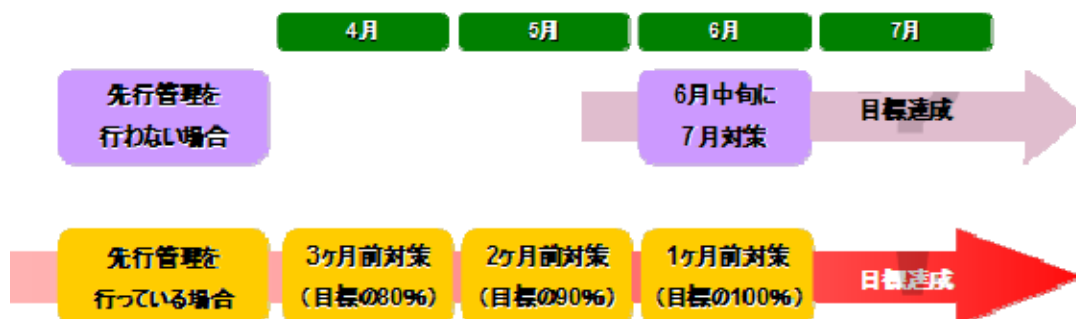 4月 5月 6月 7月
先行管理を
行わない場合
6月中旬に
7月対策
目標達成
先行管理を
行っている場合
3ヶ月前対策
(目標の80%)
2ヶ月前対策
(目標の90%)
1ヶ月前対策
(目標の100%)
目標達成